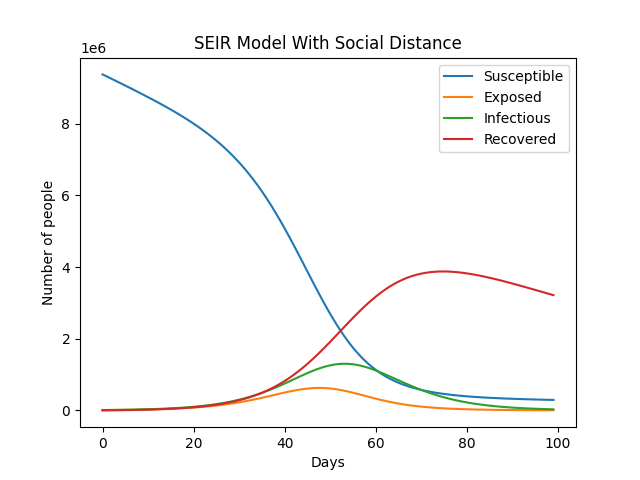 SEIR Model With Social Distance
1e6
Susceptible
Exposed
Infectious
Recovered
8
6
4
2
0
Number of people
0 20 40 60 80 100
Days